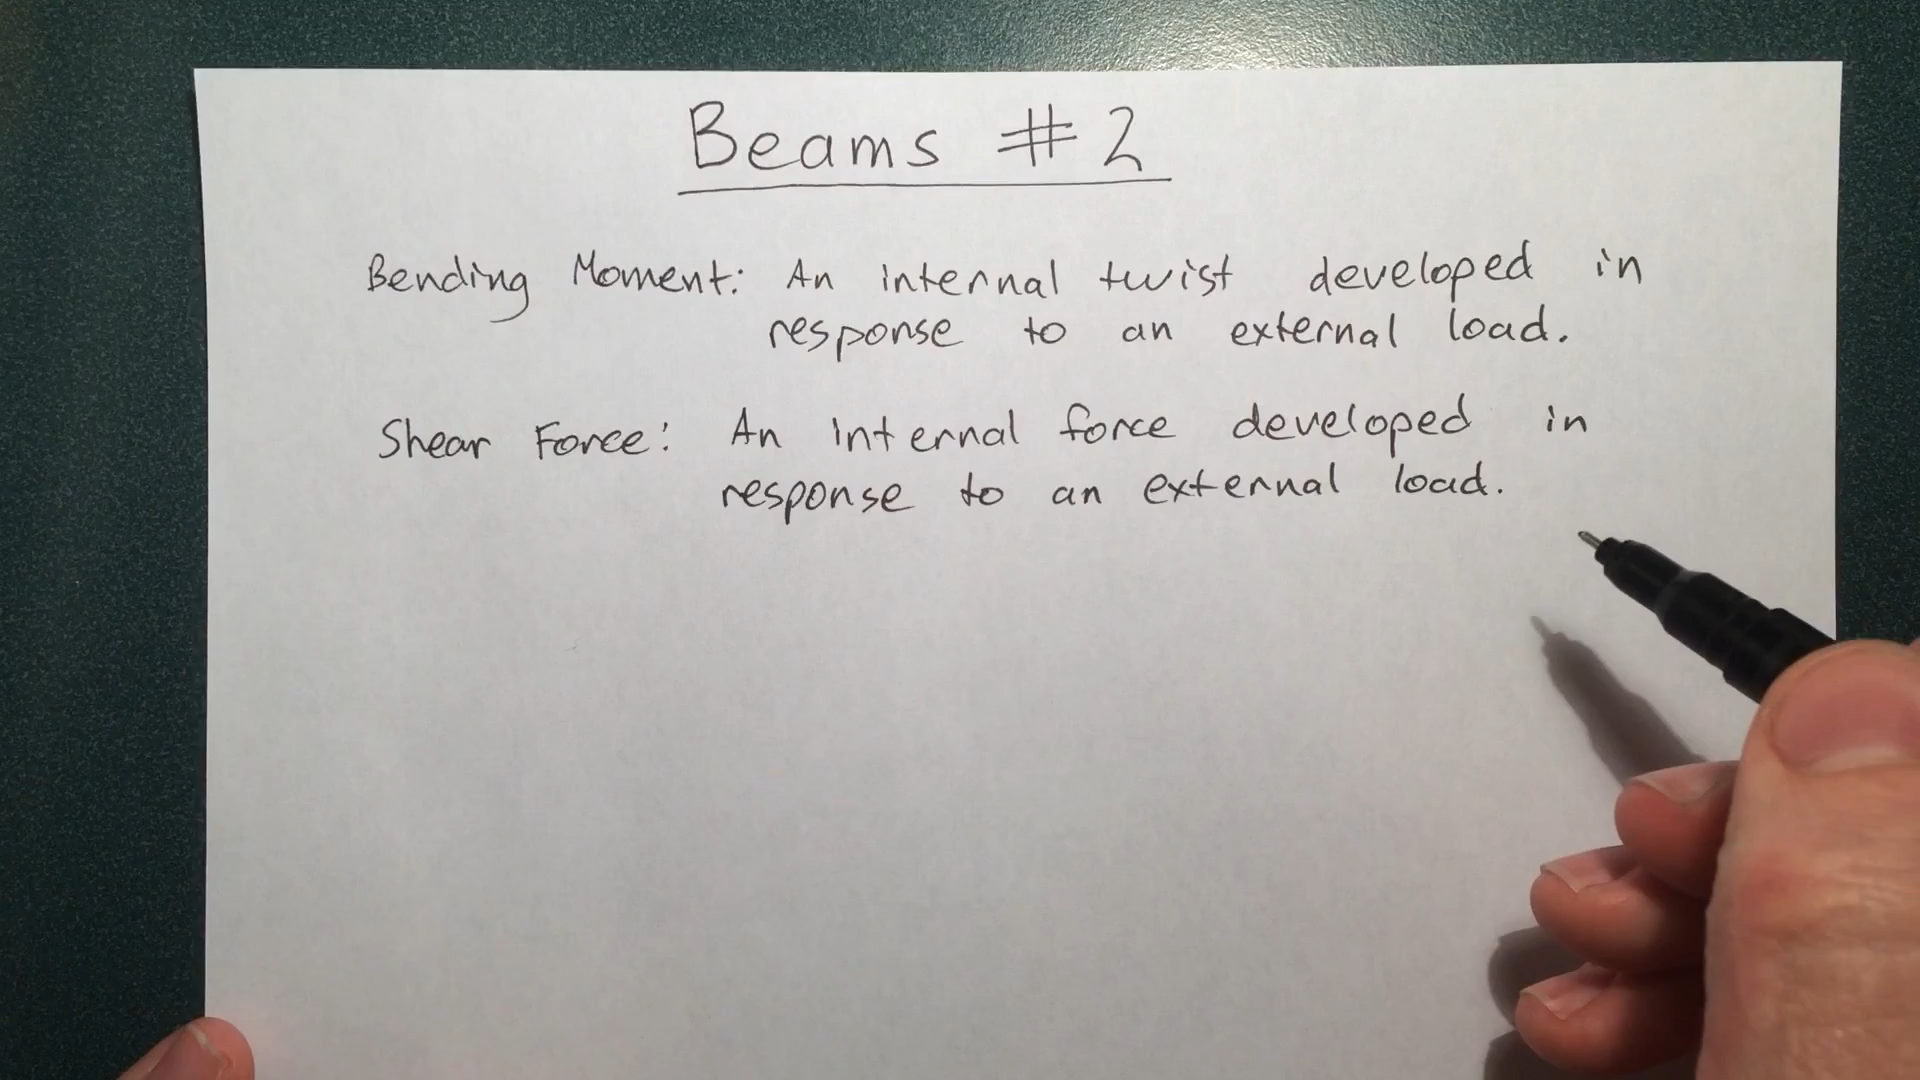 Beams #2
Bending Moment: An internal twist developed in
response to an external load.
Shear Force: An internal force developed in
response to an external load.